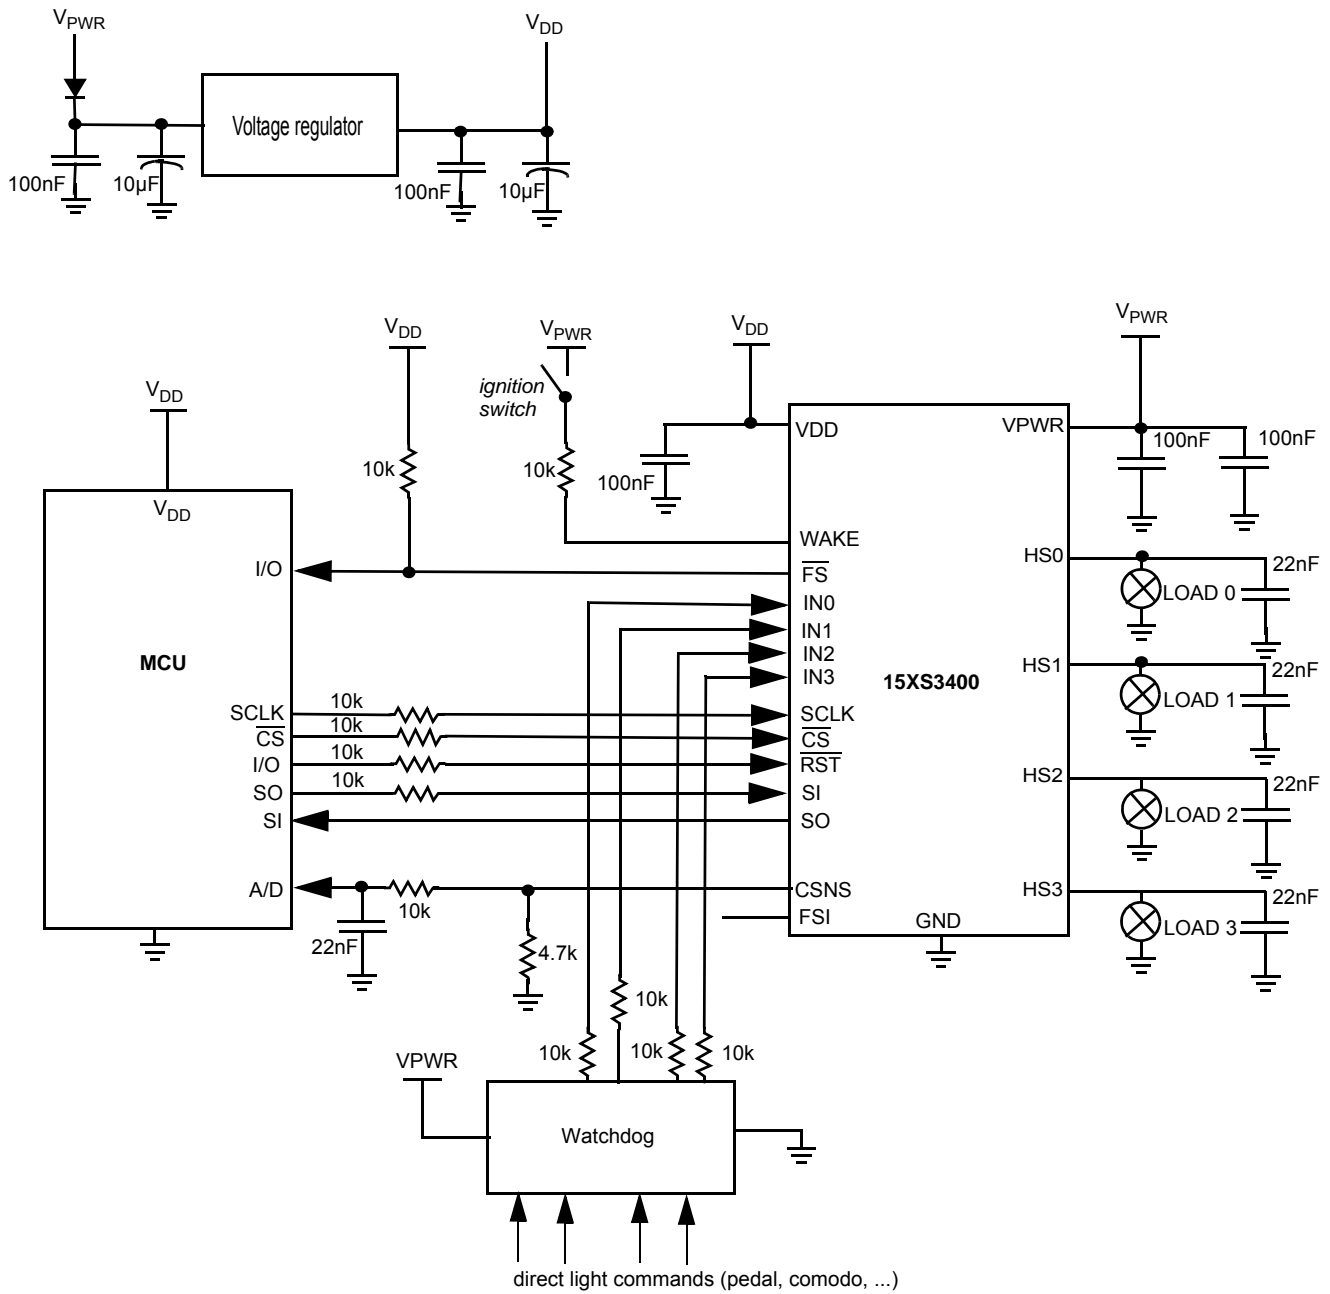 VPWR
VDD
Voltage regulator
100nF
10µF
100nF
10µF
VDD
VPWR
VDD
VPWR
VDD
ignition
switch
10k
10k
100nF
VDD
VPWR
100nF
100nF
VDD
WAKE
HS0
22nF
I/O
FS
LOAD 0
IN0
IN1
IN2
IN3
MCU
15XS3400
HS1
22nF
LOAD 1
SCLK
10k
SCLK
CS
10k
CS
I/O
10k
RST
SO
10k
SI
SI
SO
HS2
22nF
LOAD 2
A/D
10k
CSNS
HS3
22nF
FSI
GND
LOAD 3
22nF
4.7k
10k
10k
10k
10k
VPWR
Watchdog
direct light commands (pedal, comodo, ...)